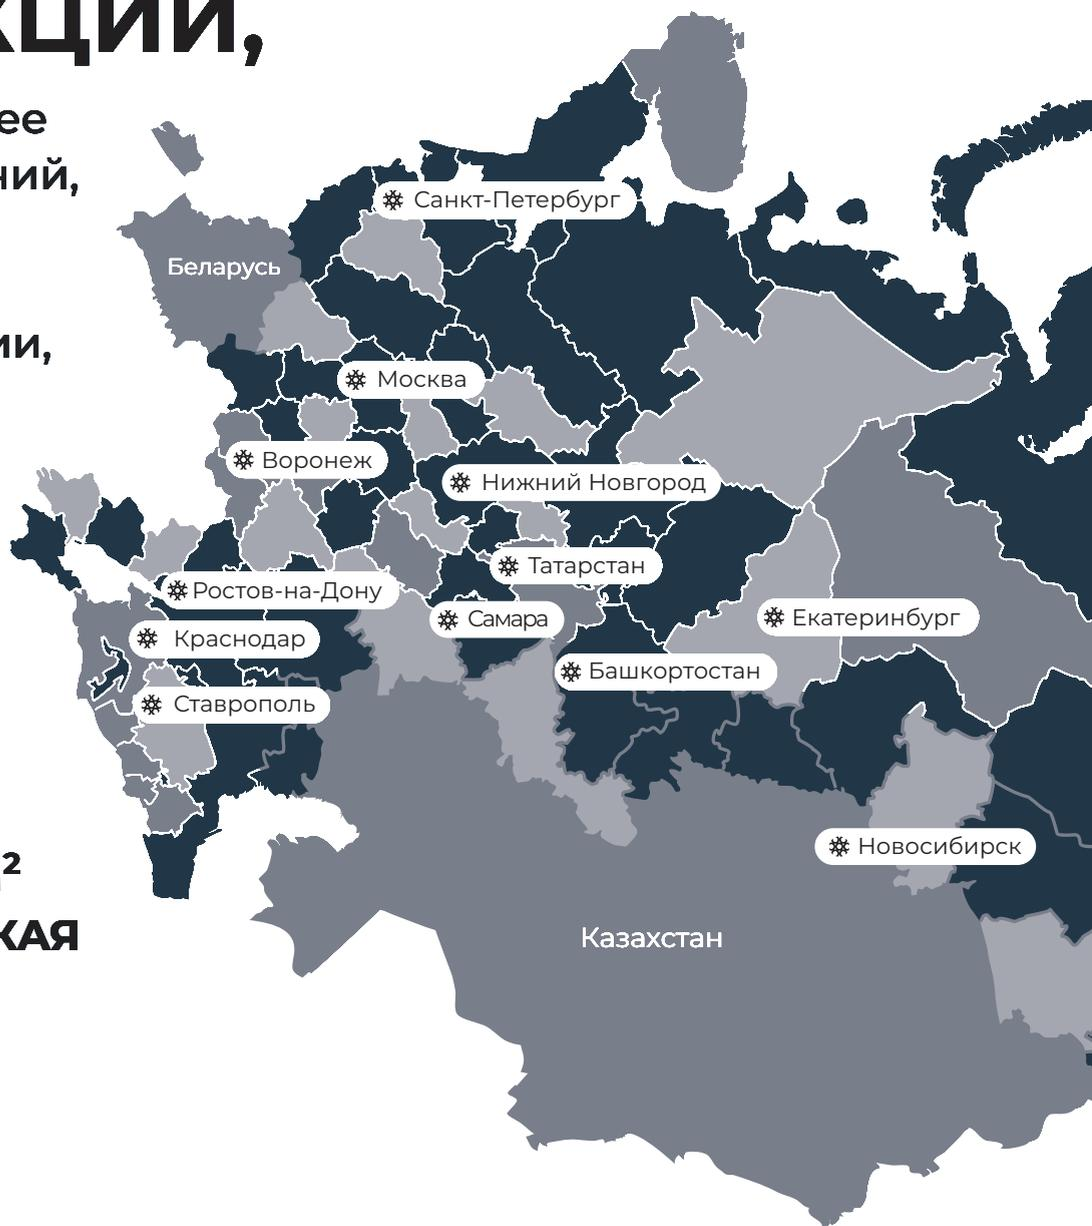 КЦИИ,
ее
ний,
Санкт-Петербург
Беларусь
ии,
Москва
Воронеж
Нижний Новгород
Татарстан
Ростов-на-Дону
Самара
Екатеринбург
Краснодар
Башкортостан
Ставрополь
Новосибирск
2
КАЯ
Казахстан